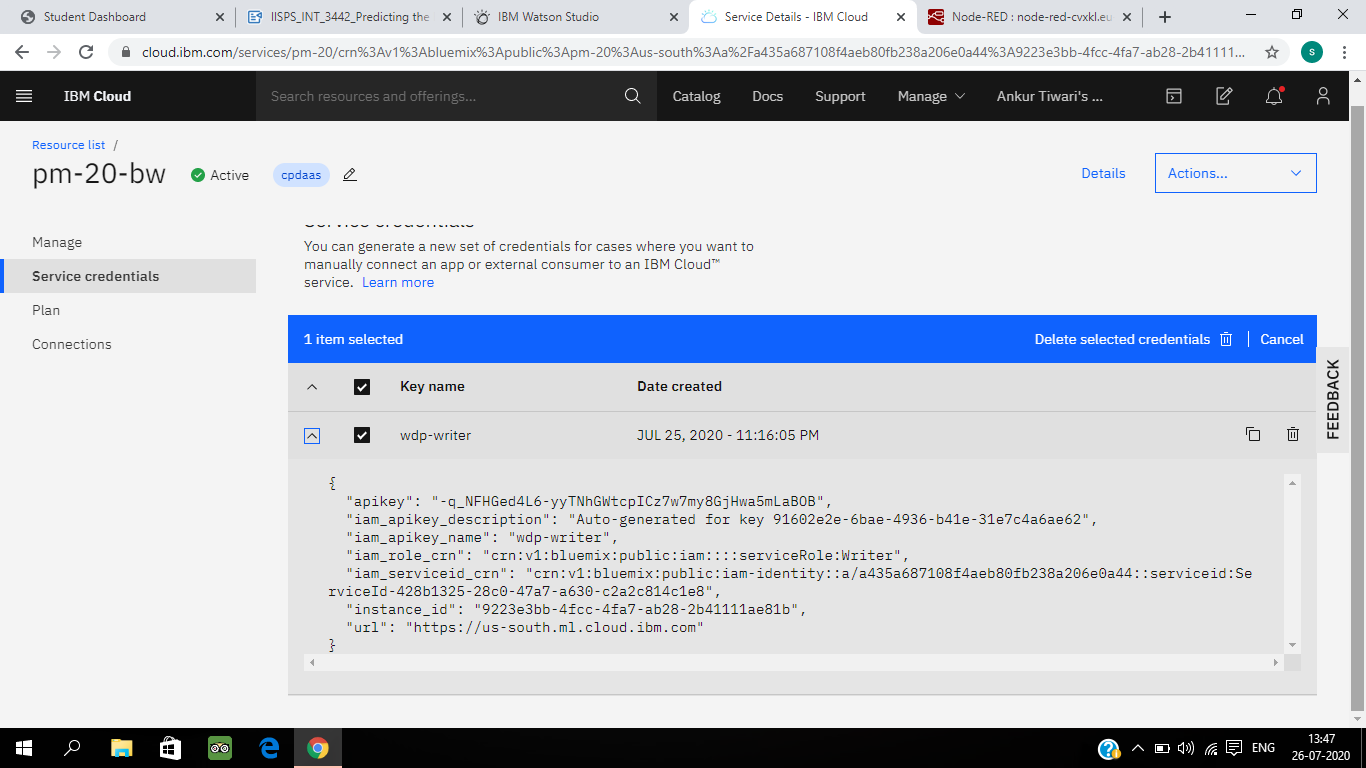 Student Dashboard
IISPS_INT_3442_Predicting the
IBM Watson Studio
Service Details - IBM Cloud
Node-RED : node-red-cvxkl.eu
cloud.ibm.com/services/pm-20/crn%3Av1%3Abluemix%3Apublic%3Apm-20%3Aus-south%3Aa%2Fa435a687108f4aeb80fb238a206e0a44%3A9223e3bb-4fcc-4fa7-ab28-2b41111...
s
IBM Cloud
Search resources and offerings...
Catalog
Docs
Support
Manage
Ankur Tiwari's ...
Resource list /
pm-20-bw
Active
cpdaas
Details
Actions...
Manage
Service credentials
Plan
Connections
Service credentials
You can generate a new set of credentials for cases where you want to
manually connect an app or external consumer to an IBM Cloud™
service. Learn more
1 item selected
Delete selected credentials
Cancel
Key name
Date created
wdp-writer
JUL 25, 2020 - 11:16:05 PM
{
"apikey": "-q_NFHGed4L6-yyTNhGWtcpICz7w7my8GjHwa5mLaBOB",
"iam_apikey_description": "Auto-generated for key 91602e2e-6bae-4936-b41e-31e7c4a6ae62",
"iam_apikey_name": "wdp-writer",
"iam_role_crn": "crn:v1:bluemix:public:iam::::serviceRole:Writer",
"iam_serviceid_crn": "crn:v1:bluemix:public:iam-identity::a/a435a687108f4aeb80fb238a206e0a44::serviceid:Se
rviceId-428b1325-28c0-47a7-a630-c2a2c814c1e8",
"instance_id": "9223e3bb-4fcc-4fa7-ab28-2b41111ae81b",
"url": "https://us-south.ml.cloud.ibm.com"
}
FEEDBACK
ENG
13:47
26-07-2020